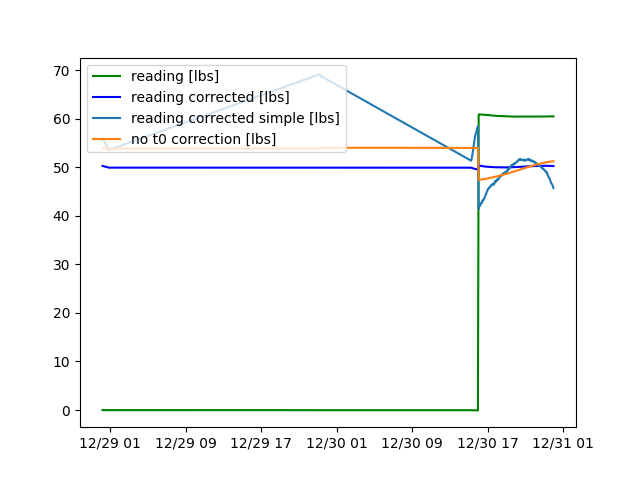 70
60
50
40
30
20
10
0
reading [lbs]
reading corrected [lbs]
reading corrected simple [lbs]
no t0 correction [lbs]
12/29 01 12/29 09 12/29 17 12/30 01 12/30 09 12/30 17 12/31 01